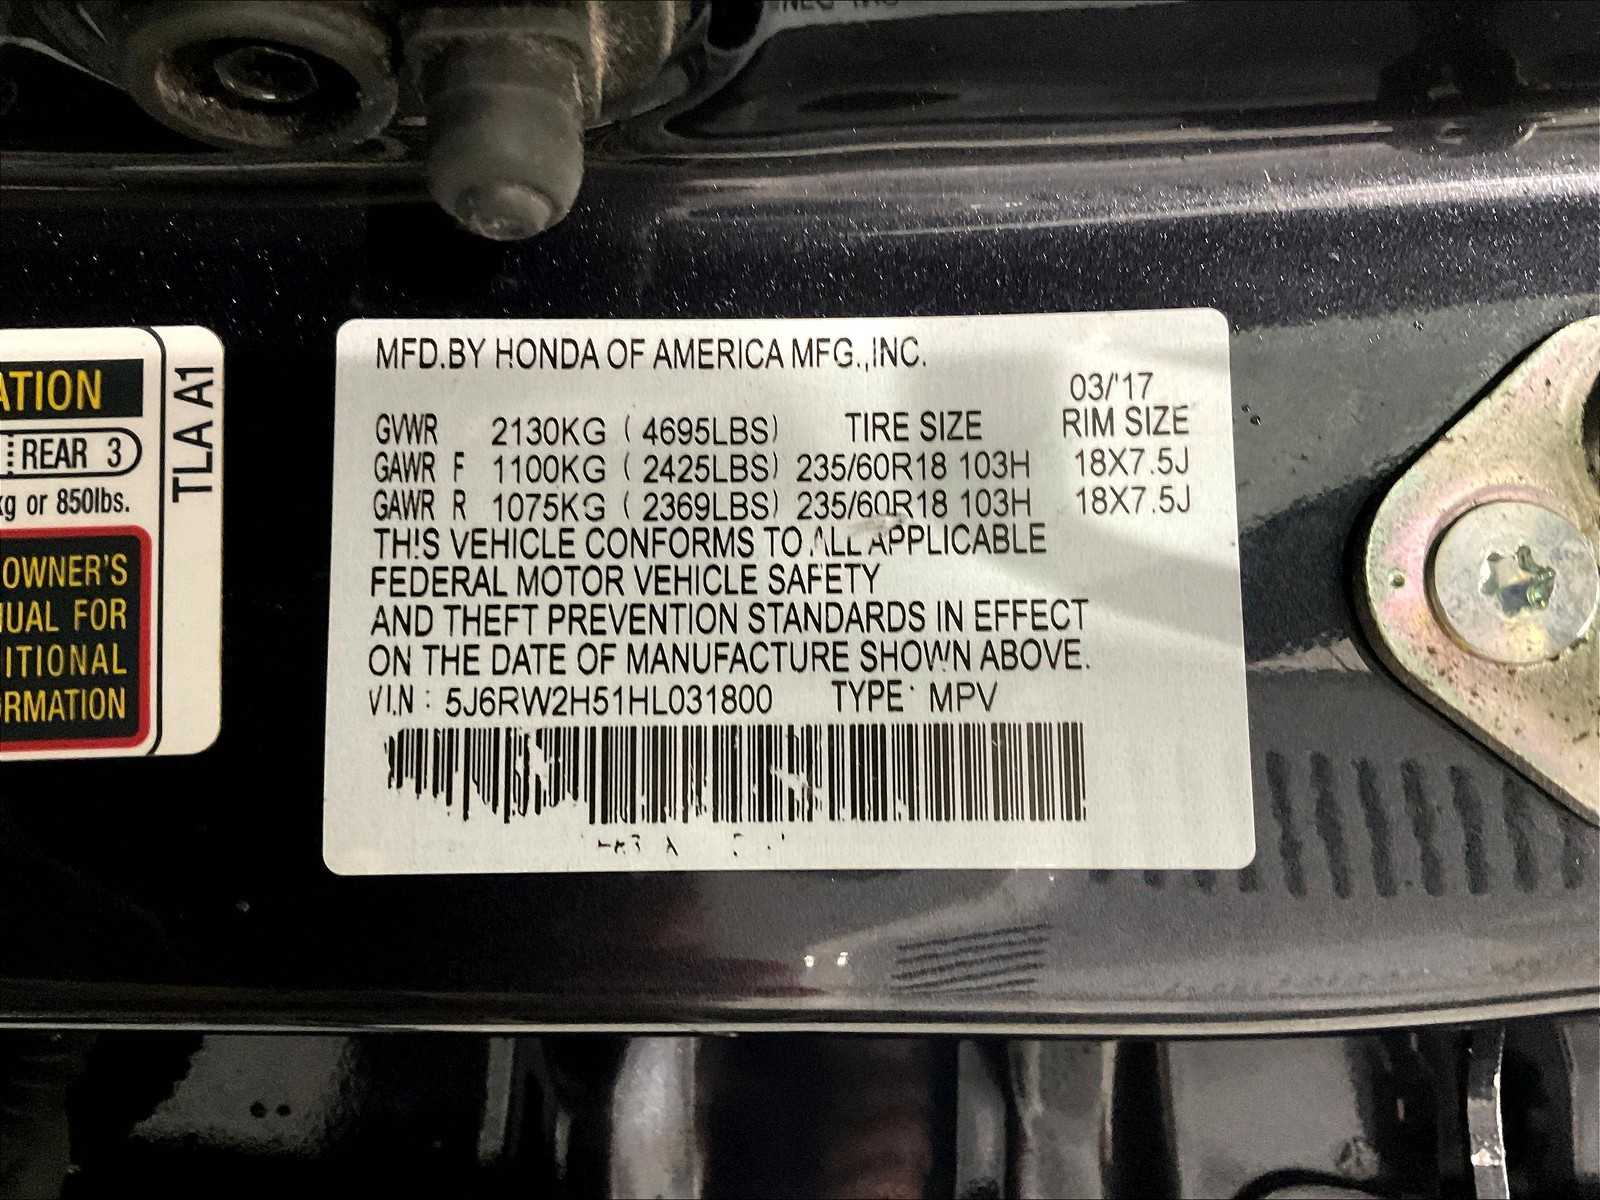 ATION
REAR 3
kg or 850lbs.
OWNER'S
FOR
TLA A1
MFD.BY HONDA OF AMERICA MFG.,INC.
03/'17
GVWR 2130KG (4695LBS) TIRE SIZE RIM SIZE
GAWR F 1100KG (2425LBS) 235/60R18 103H 18X7.5J
GAWR R 1075KG (2369LBS) 235/60R18 103H 18X7.5J
THIS VEHICLE CONFORMS TO ALL APPLICABLE
FEDERAL MOTOR VEHICLE SAFETY
AND THEFT PREVENTION STANDARDS IN EFFECT
ON THE DATE OF MANUFACTURE SHOWN ABOVE.
V.I.N : 5J6RW2H51HL031800 TYPE: MPV